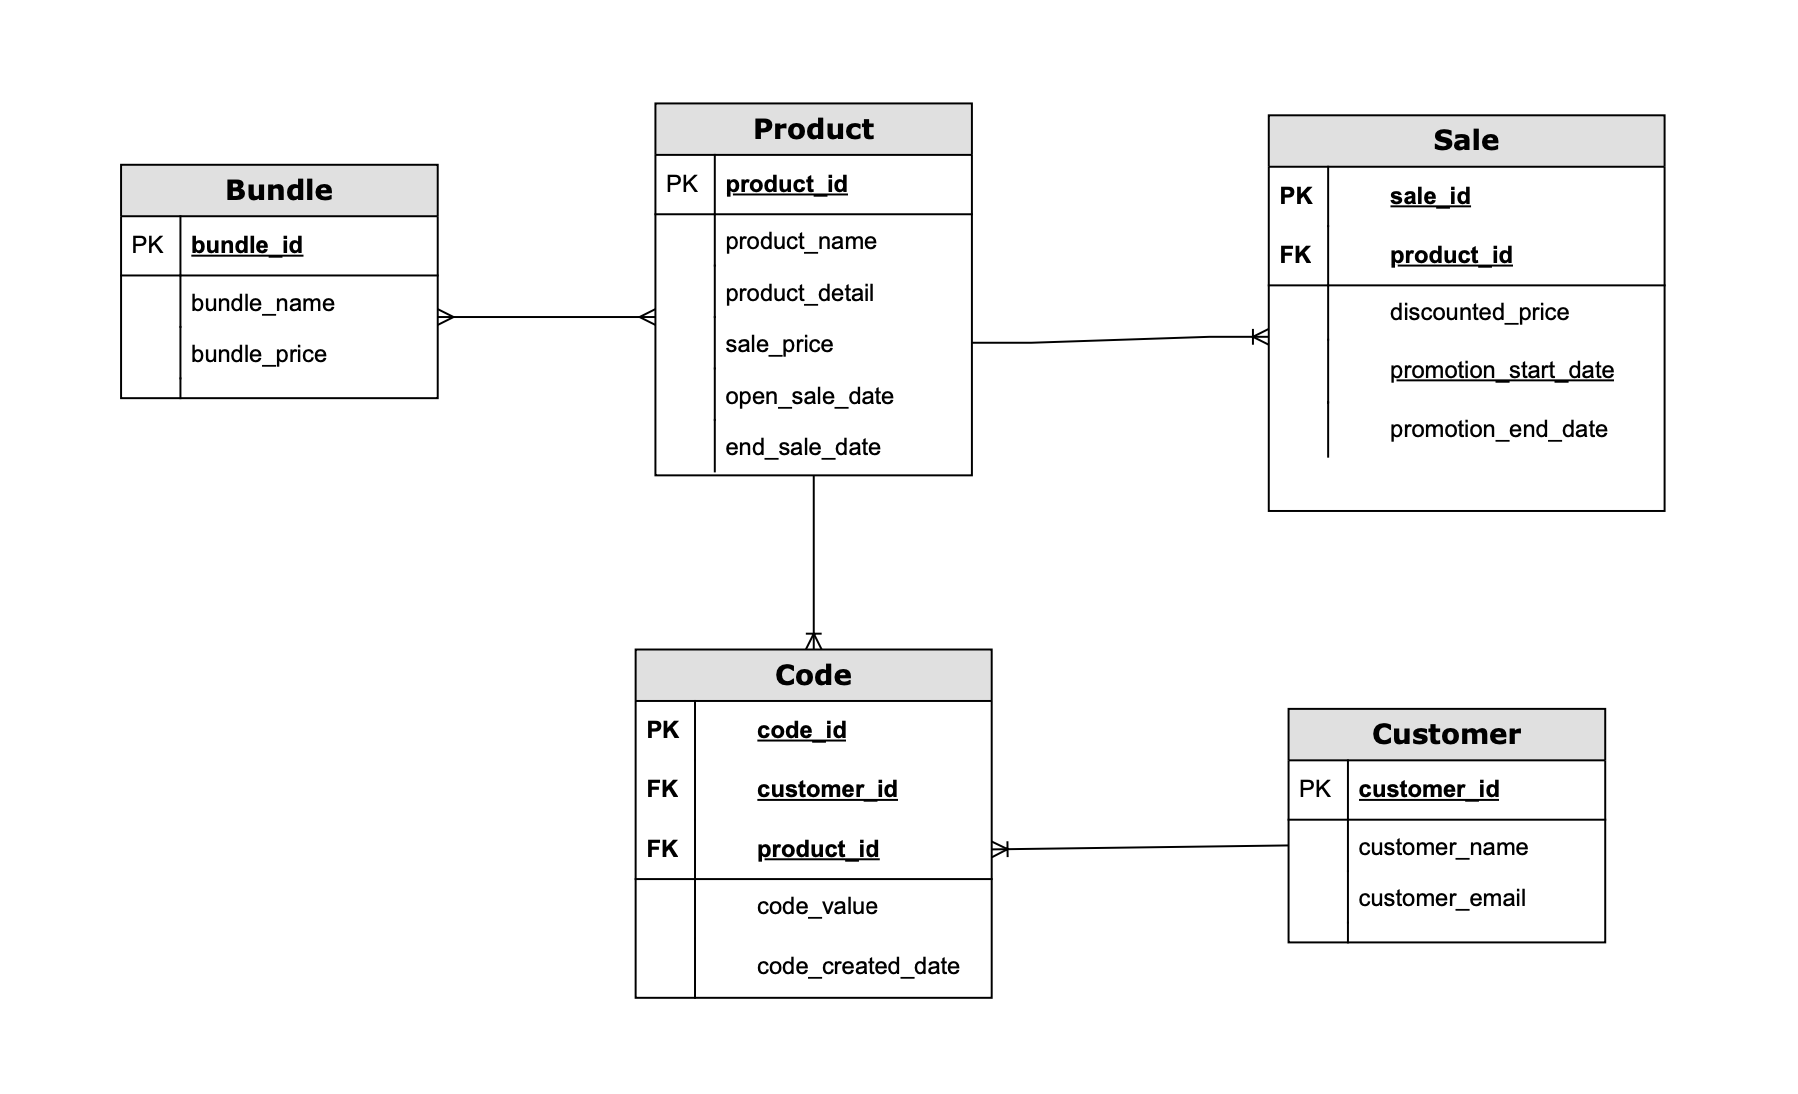 Bundle
PK bundle_id
bundle_name
bundle_price
Product
PK product_id
product_name
product_detail
sale_price
open_sale_date
end_sale_date
Sale
PK sale_id
FK product_id
discounted_price
promotion_start_date
promotion_end_date
Code
PK code_id
FK customer_id
FK product_id
code_value
code_created_date
Customer
PK customer_id
customer_name
customer_email